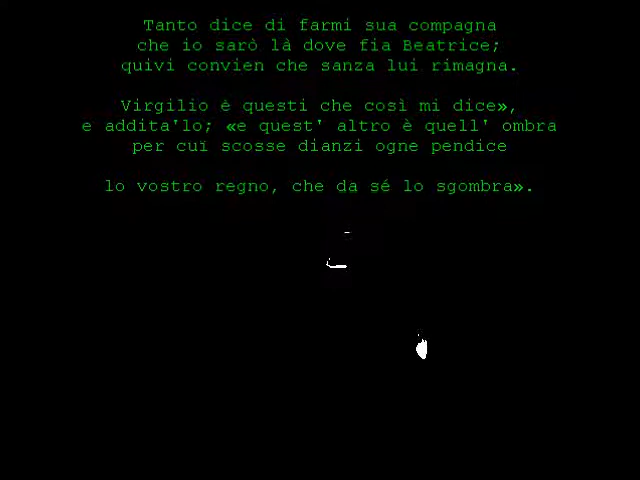 Tanto dice di farmi sua compagna
che io sarò là dove fia Beatrice;
quivi convien che sanza lui rimagna.
Virgilio è questi che così mi dice»,
e addita'lo; «e quest' altro è quell' ombra
per cuï scosse dianzi ogne pendice
lo vostro regno, che da sé lo sgombra».